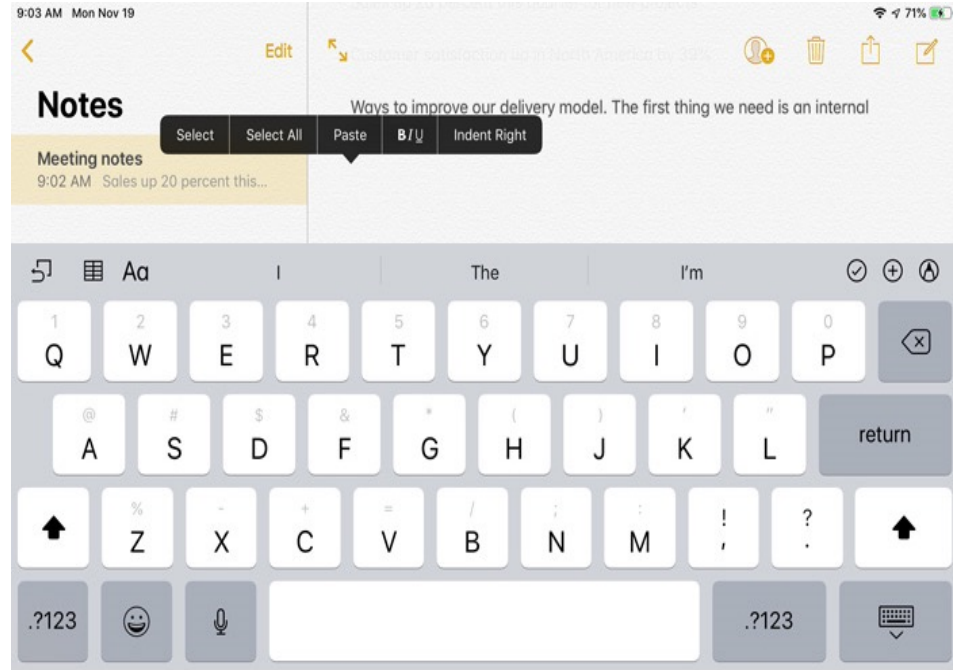 9:03 AM Mon Nov 19
71%
Edit
Customer satisfaction up in North America by 39%
Notes
Ways to improve our delivery model. The first thing we need is an internal
Select Select All Paste BIU Indent Right
Meeting notes
9:02 AM Sales up 20 percent this...
Aa I The I'm
1 2 3 4 5 6 7 8 9 0
Q W E R T Y U I O P
@ # $ & * ( ) ' "
A S D F G H J K L return
% - + = / ; : ! ?
Z X C V B N M , .
.?123 .?123